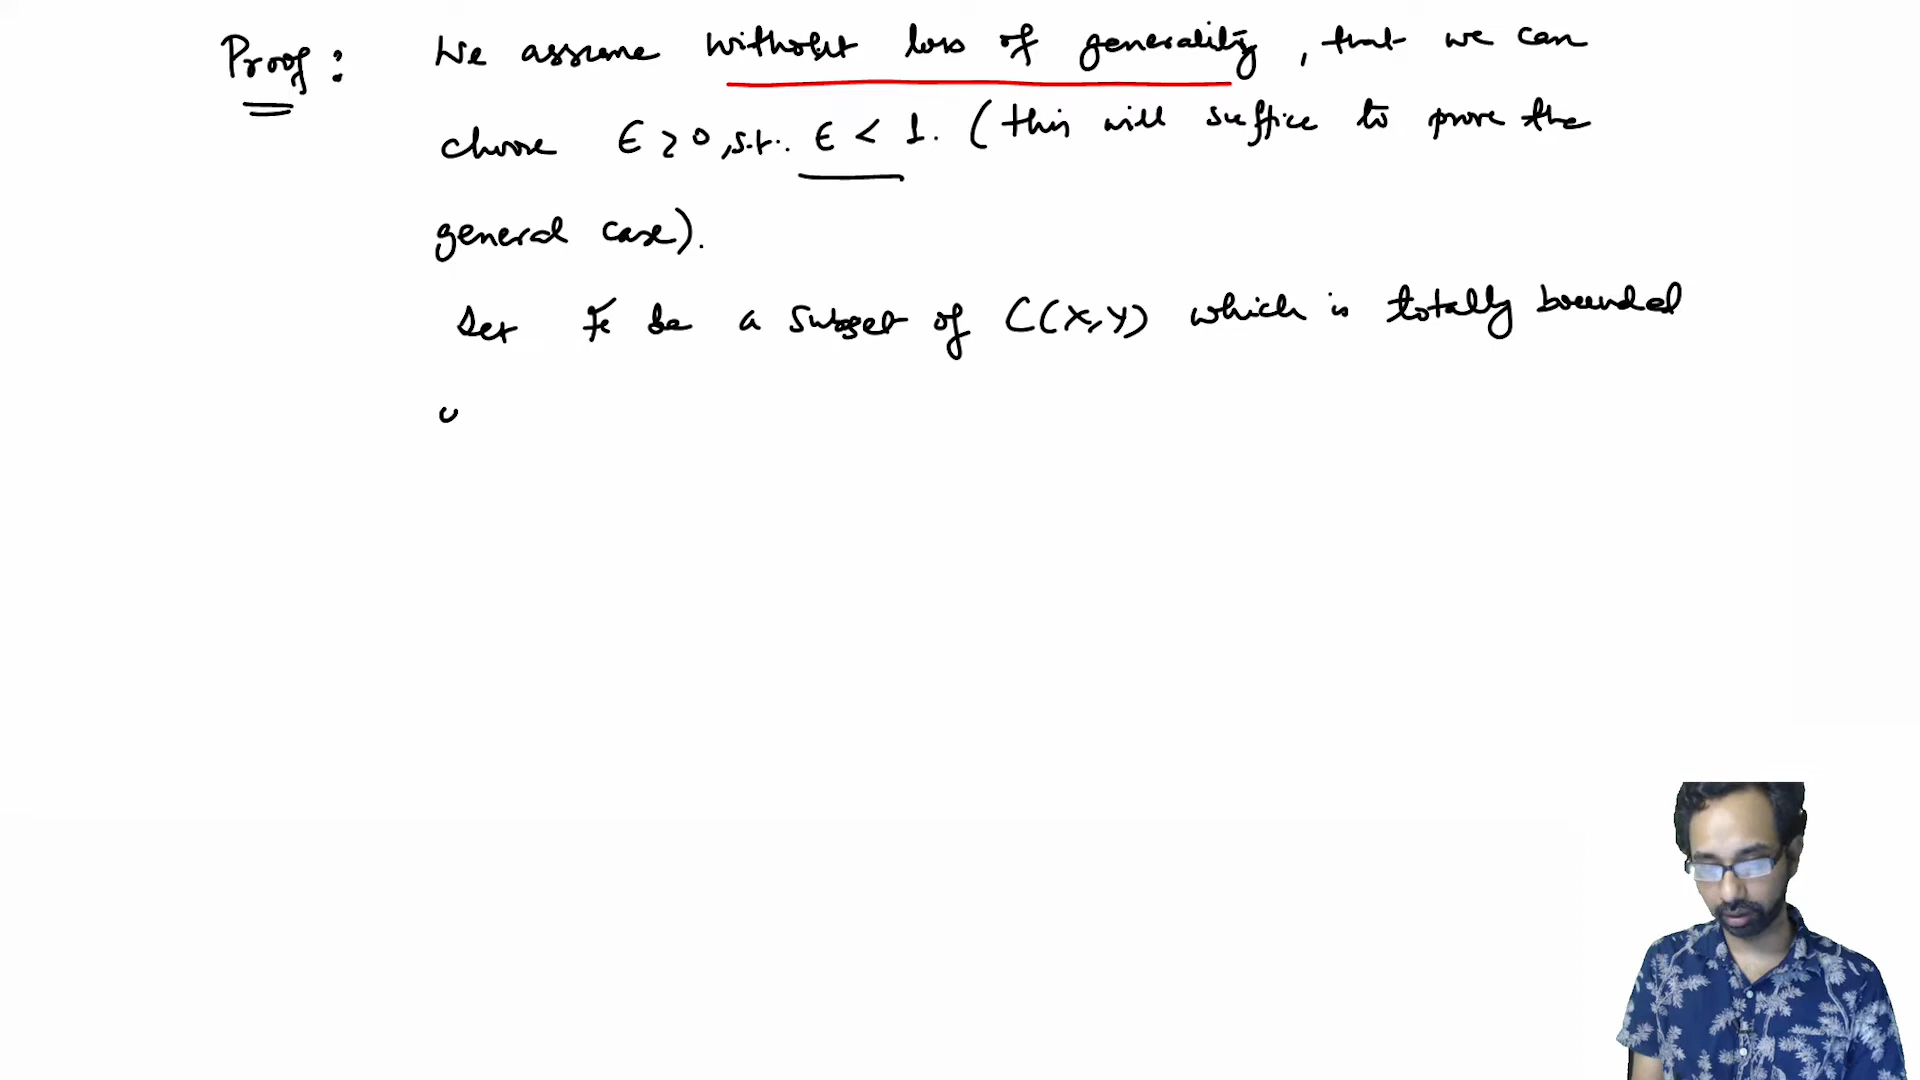 Proof : We assume without loss of generality, that we can
choose ϵ > 0, s.t. ϵ < 1. (this will suffice to prove the
general case).
Let F be a subset of C(X,Y) which is totally bounded
u